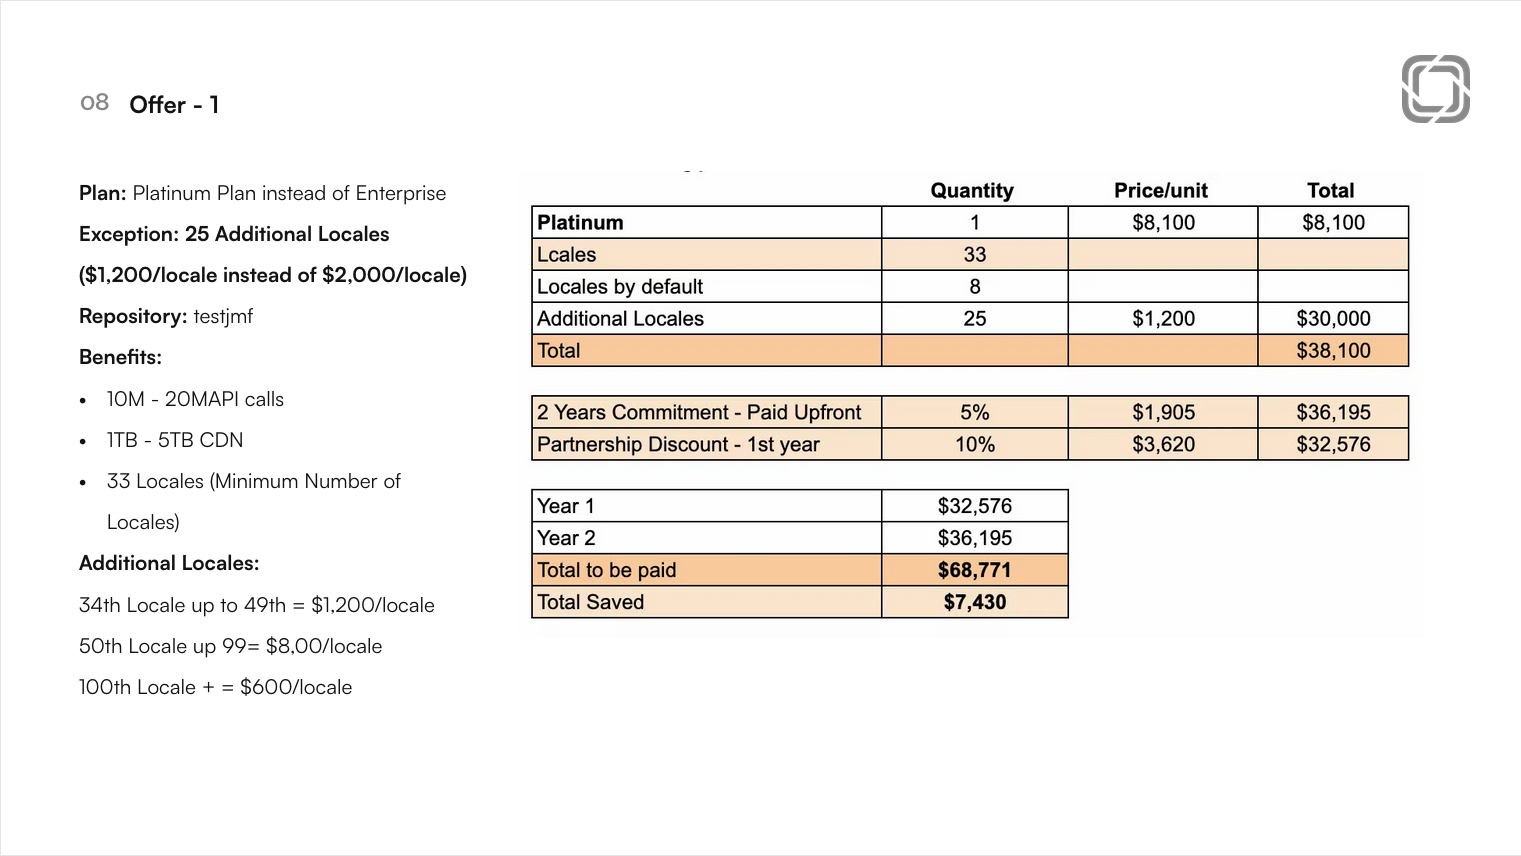 08 Offer - 1
Plan: Platinum Plan instead of Enterprise
Exception: 25 Additional Locales
($1,200/locale instead of $2,000/locale)
Repository: testjmf
Benefits:
• 10M - 20MAPI calls
• 1TB - 5TB CDN
• 33 Locales (Minimum Number of
Locales)
Additional Locales:
34th Locale up to 49th = $1,200/locale
50th Locale up 99= $8,00/locale
100th Locale + = $600/locale
Quantity Price/unit Total
Platinum 1 $8,100 $8,100
Lcales 33
Locales by default 8
Additional Locales 25 $1,200 $30,000
Total $38,100
2 Years Commitment - Paid Upfront 5% $1,905 $36,195
Partnership Discount - 1st year 10% $3,620 $32,576
Year 1 $32,576
Year 2 $36,195
Total to be paid $68,771
Total Saved $7,430